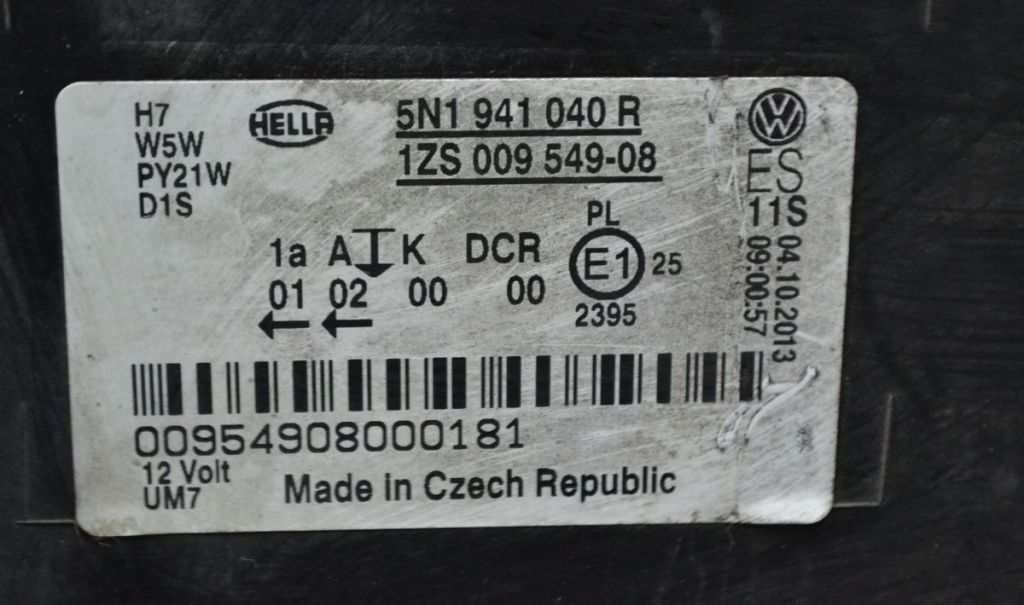 H7
W5W
PY21W
D1S
HELLA
5N1 941 040 R
1ZS 009 549-08
VW
ES
11S
04.10.2013
09:00:57
1a A K DCR
01 02 00 00
PL
E1 25
2395
00954908000181
12 Volt
UM7
Made in Czech Republic